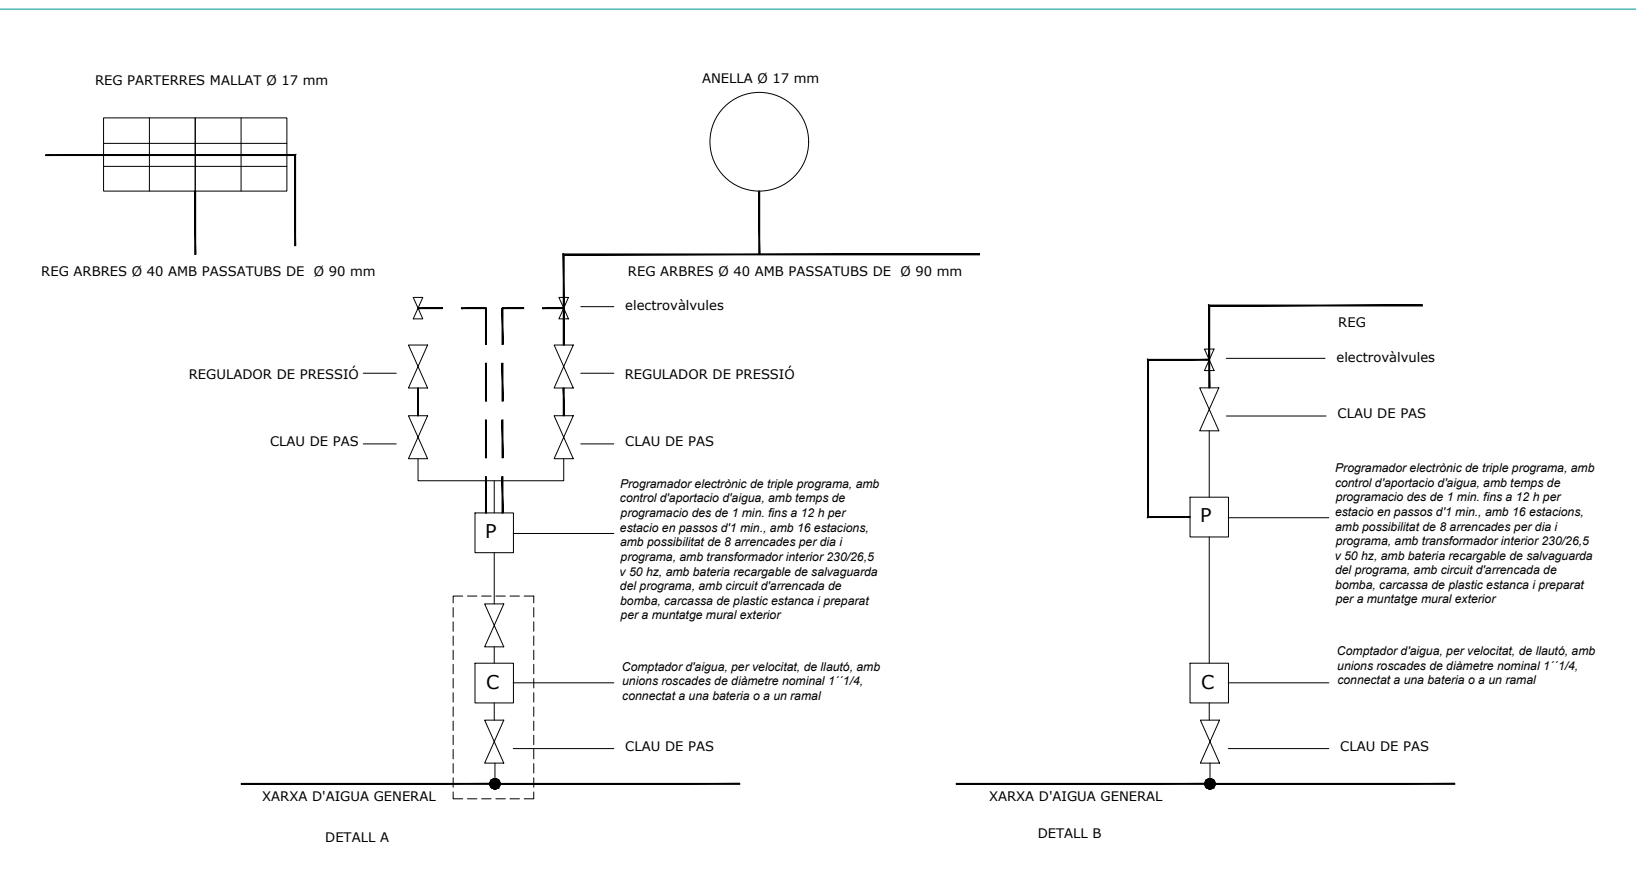 REG PARTERRES MALLAT Ø 17 mm
ANELLA Ø 17 mm
REG ARBRES Ø 40 AMB PASSATUBS DE Ø 90 mm
REG ARBRES Ø 40 AMB PASSATUBS DE Ø 90 mm
electrovàlvules
REGULADOR DE PRESSIÓ
REGULADOR DE PRESSIÓ
CLAU DE PAS
CLAU DE PAS
Programador electrònic de triple programa, amb
control d'aportacio d'aigua, amb temps de
programacio des de 1 min. fins a 12 h per
estacio en passos d'1 min., amb 16 estacions,
amb possibilitat de 8 arrencades per dia i
programa, amb transformador interior 230/26,5
v 50 hz, amb bateria recargable de salvaguarda
del programa, amb circuit d'arrencada de
bomba, carcassa de plastic estanca i preparat
per a muntatge mural exterior
P
Comptador d'aigua, per velocitat, de llautó, amb
unions roscades de diàmetre nominal 1´´1/4,
connectat a una bateria o a un ramal
C
CLAU DE PAS
XARXA D'AIGUA GENERAL
DETALL A
REG
electrovàlvules
CLAU DE PAS
Programador electrònic de triple programa, amb
control d'aportacio d'aigua, amb temps de
programacio des de 1 min. fins a 12 h per
estacio en passos d'1 min., amb 16 estacions,
amb possibilitat de 8 arrencades per dia i
programa, amb transformador interior 230/26,5
v 50 hz, amb bateria recargable de salvaguarda
del programa, amb circuit d'arrencada de
bomba, carcassa de plastic estanca i preparat
per a muntatge mural exterior
P
Comptador d'aigua, per velocitat, de llautó, amb
unions roscades de diàmetre nominal 1´´1/4,
connectat a una bateria o a un ramal
C
CLAU DE PAS
XARXA D'AIGUA GENERAL
DETALL B